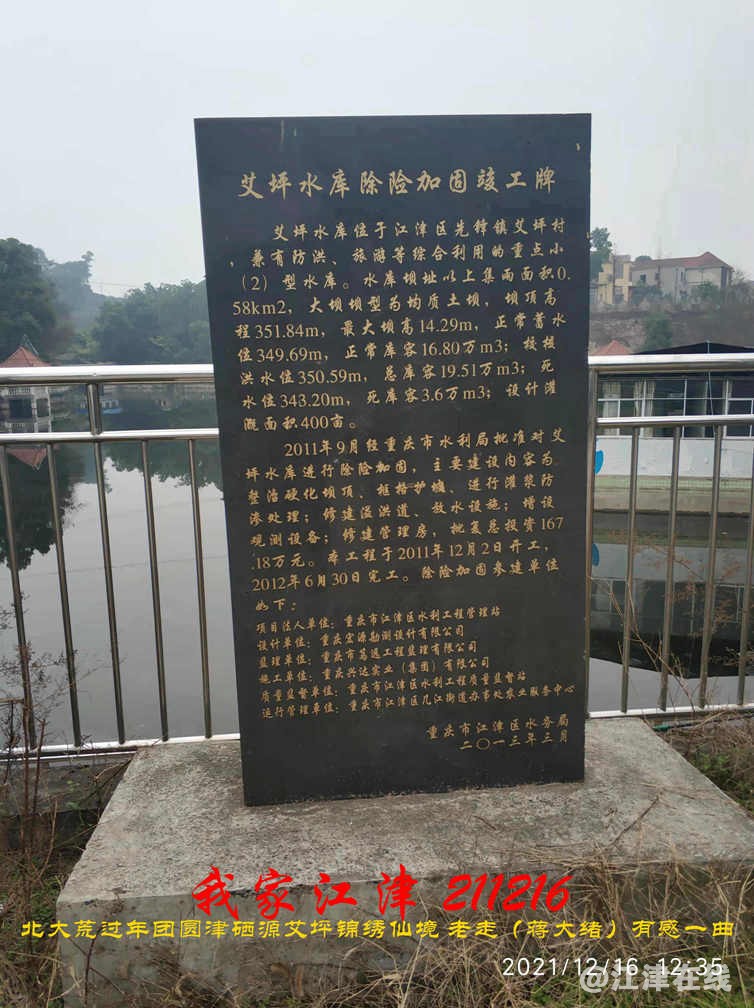 艾坪水库除险加固竣工牌
艾坪水库位于江津区先锋镇艾坪村
，兼有防洪、旅游等综合利用的重点小
（2）型水库。水库坝址以上集雨面积0.
58km2，大坝坝型为均质土坝，坝顶高
程351.84m，最大坝高14.29m，正常蓄水
位349.69m，正常库容16.80万m3；校核
洪水位350.59m，总库容19.51万m3；死
水位343.20m，死库容3.6万m3；设计灌
溉面积400亩。
2011年9月经重庆市水利局批准对艾
坪水库进行除险加固，主要建设内容为
整治硬化坝顶、框格护坡、进行灌浆防
渗处理；修建溢洪道、放水设施；增设
观测设备；修建管理房，批复总投资167
.18万元。本工程于2011年12月2日开工，
2012年6月30日完工。除险加固参建单位
如下：
项目法人单位：重庆市江津区水利工程管理站
设计单位：重庆宏源勘测设计有限公司
监理单位：重庆市葛通工程监理有限公司
施工单位：重庆兴达实业（集团）有限公司
质量监督单位：重庆市江津区水利工程质量监督站
运行管理单位：重庆市江津区几江街道办事处农业服务中心
重庆市江津区水务局
二〇一三年三月
我家江津 211216
北大荒过年团圆津硒源艾坪锦绣仙境 老走（蒋大绪）有感一曲
2021/12/16 12:35
@江津在线